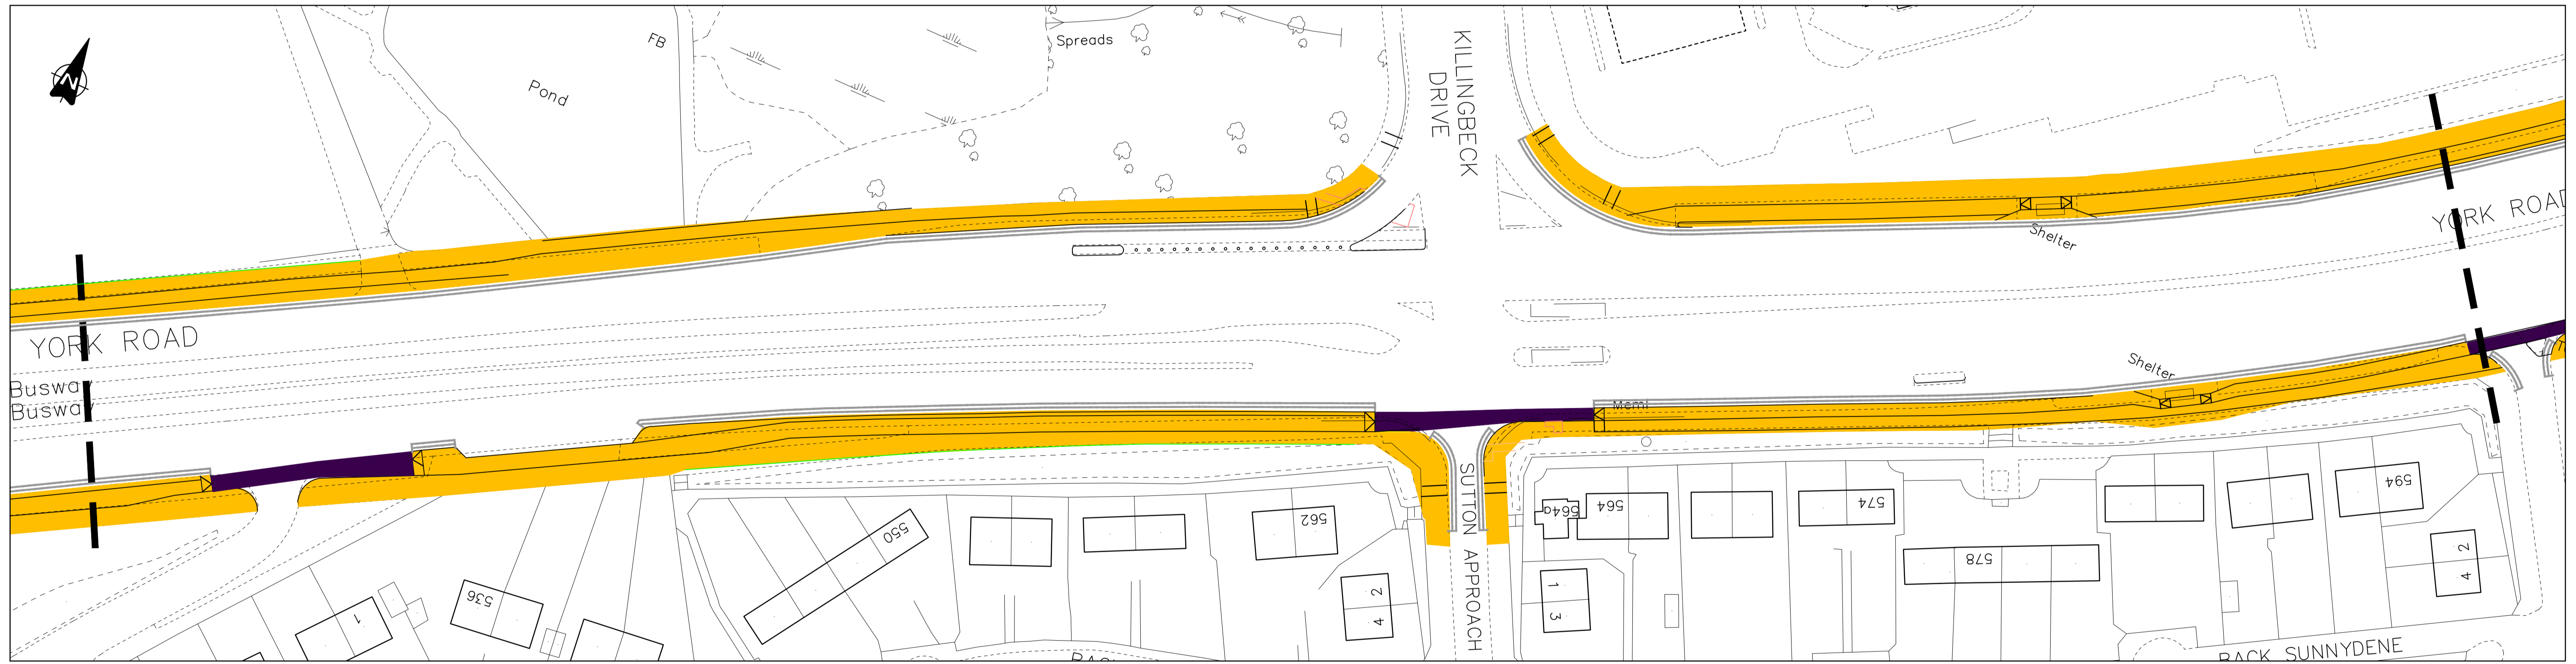 N
FB
Pond
Spreads
KILLINGBECK
DRIVE
Shelter
YORK ROAD
YORK ROAD
Busway
Busway
Shelter
SUTTON APPROACH
536
1
550
562
2
4
564a
564
1
3
574
578
594
2
4
BACK SUNNYDENE